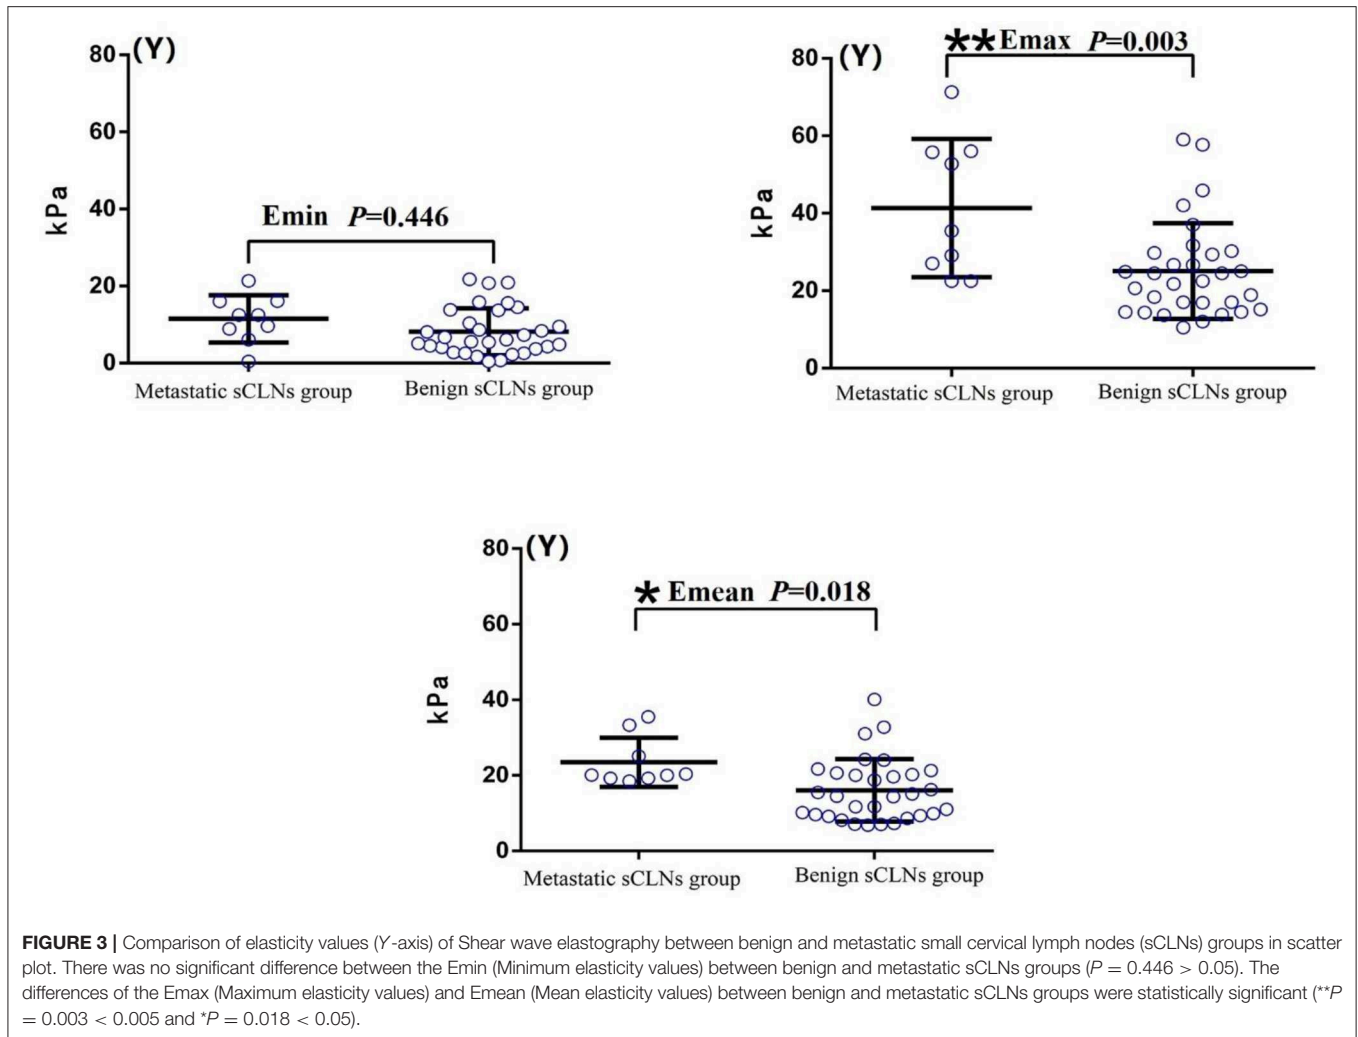 (Y)
80
60
40
20
0
kPa
Emin P=0.446
Metastatic sCLNs group
Benign sCLNs group
(Y)
80
60
40
20
0
kPa
**Emax P=0.003
Metastatic sCLNs group
Benign sCLNs group
(Y)
80
60
40
20
0
kPa
* Emean P=0.018
Metastatic sCLNs group
Benign sCLNs group
FIGURE 3 | Comparison of elasticity values (Y-axis) of Shear wave elastography between benign and metastatic small cervical lymph nodes (sCLNs) groups in scatter
plot. There was no significant difference between the Emin (Minimum elasticity values) between benign and metastatic sCLNs groups (P = 0.446 > 0.05). The
differences of the Emax (Maximum elasticity values) and Emean (Mean elasticity values) between benign and metastatic sCLNs groups were statistically significant (**P
= 0.003 < 0.005 and *P = 0.018 < 0.05).